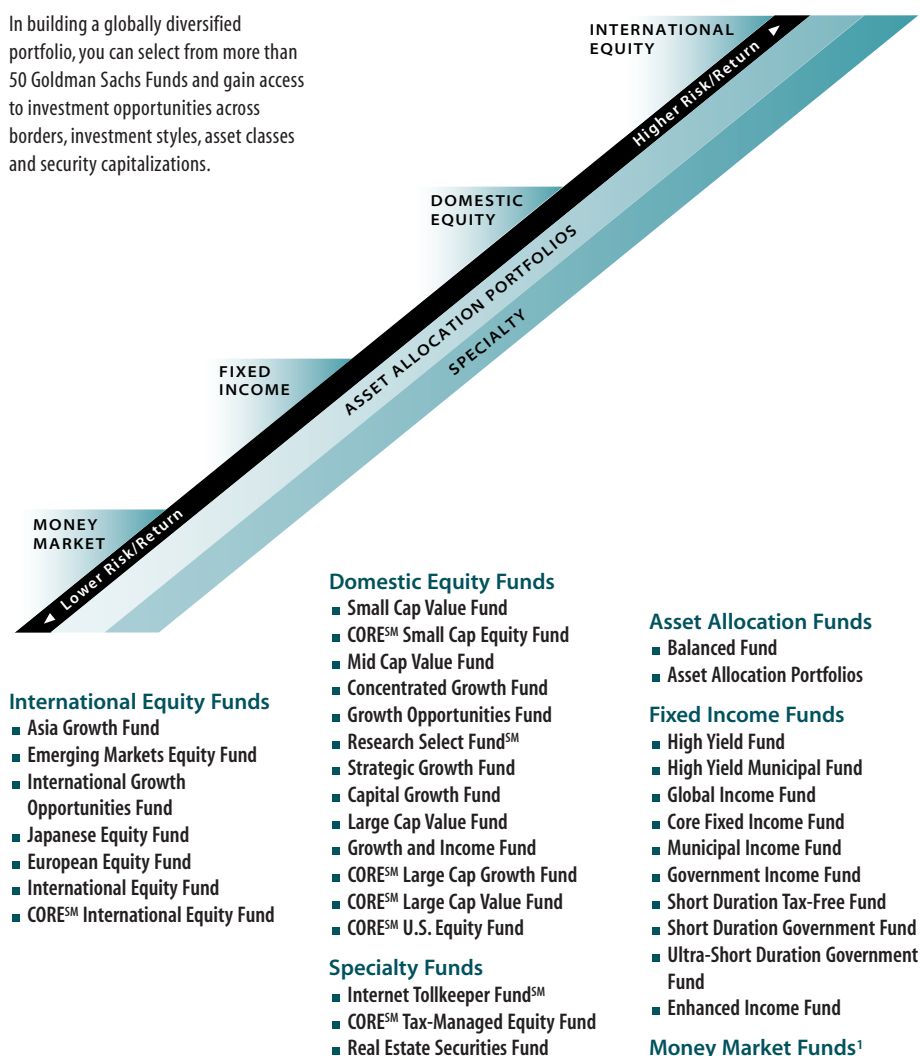 In building a globally diversified
portfolio, you can select from more than
50 Goldman Sachs Funds and gain access
to investment opportunities across
borders, investment styles, asset classes
and security capitalizations.
INTERNATIONAL
EQUITY
Higher Risk/Return
DOMESTIC
EQUITY
ASSET ALLOCATION PORTFOLIOS
SPECIALTY
FIXED
INCOME
MONEY
MARKET
Lower Risk/Return
International Equity Funds
■ Asia Growth Fund
■ Emerging Markets Equity Fund
■ International Growth
Opportunities Fund
■ Japanese Equity Fund
■ European Equity Fund
■ International Equity Fund
■ CORE℠ International Equity Fund
Domestic Equity Funds
■ Small Cap Value Fund
■ CORE℠ Small Cap Equity Fund
■ Mid Cap Value Fund
■ Concentrated Growth Fund
■ Growth Opportunities Fund
■ Research Select Fund℠
■ Strategic Growth Fund
■ Capital Growth Fund
■ Large Cap Value Fund
■ Growth and Income Fund
■ CORE℠ Large Cap Growth Fund
■ CORE℠ Large Cap Value Fund
■ CORE℠ U.S. Equity Fund
Specialty Funds
■ Internet Tollkeeper Fund℠
■ CORE℠ Tax-Managed Equity Fund
■ Real Estate Securities Fund
Asset Allocation Funds
■ Balanced Fund
■ Asset Allocation Portfolios
Fixed Income Funds
■ High Yield Fund
■ High Yield Municipal Fund
■ Global Income Fund
■ Core Fixed Income Fund
■ Municipal Income Fund
■ Government Income Fund
■ Short Duration Tax-Free Fund
■ Short Duration Government Fund
■ Ultra-Short Duration Government
Fund
■ Enhanced Income Fund
Money Market Funds¹